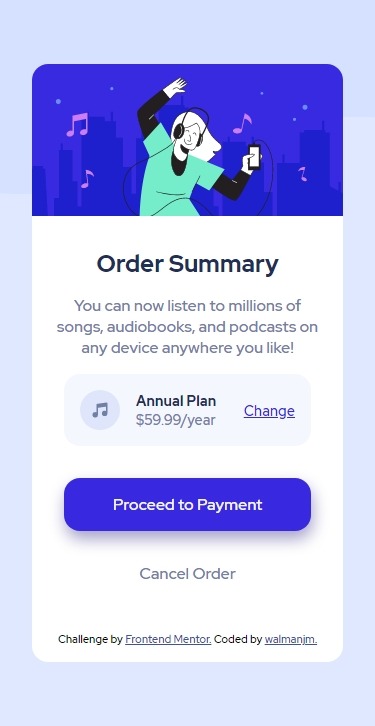 Order Summary
You can now listen to millions of
songs, audiobooks, and podcasts on
any device anywhere you like!
Annual Plan
$59.99/year
Change
Proceed to Payment
Cancel Order
Challenge by Frontend Mentor. Coded by walmanjm.